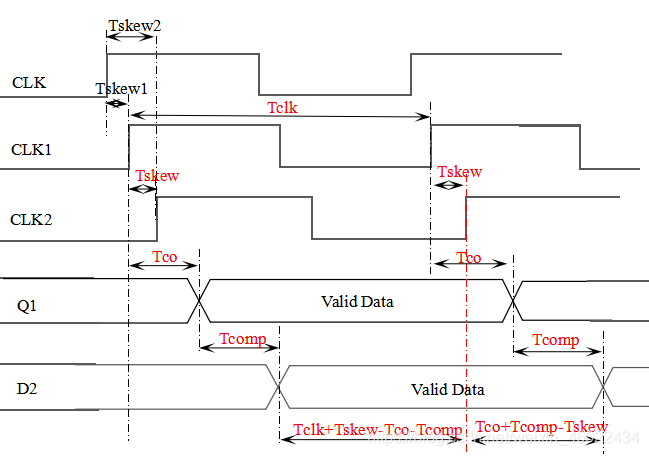 Tskew2
CLK
Tskew1
Tclk
CLK1
Tskew
Tskew
CLK2
Tco
Tco
Q1
Valid Data
Tcomp
Tcomp
D2
Valid Data
Tclk+Tskew-Tco-Tcomp
Tco+Tcomp-Tskew